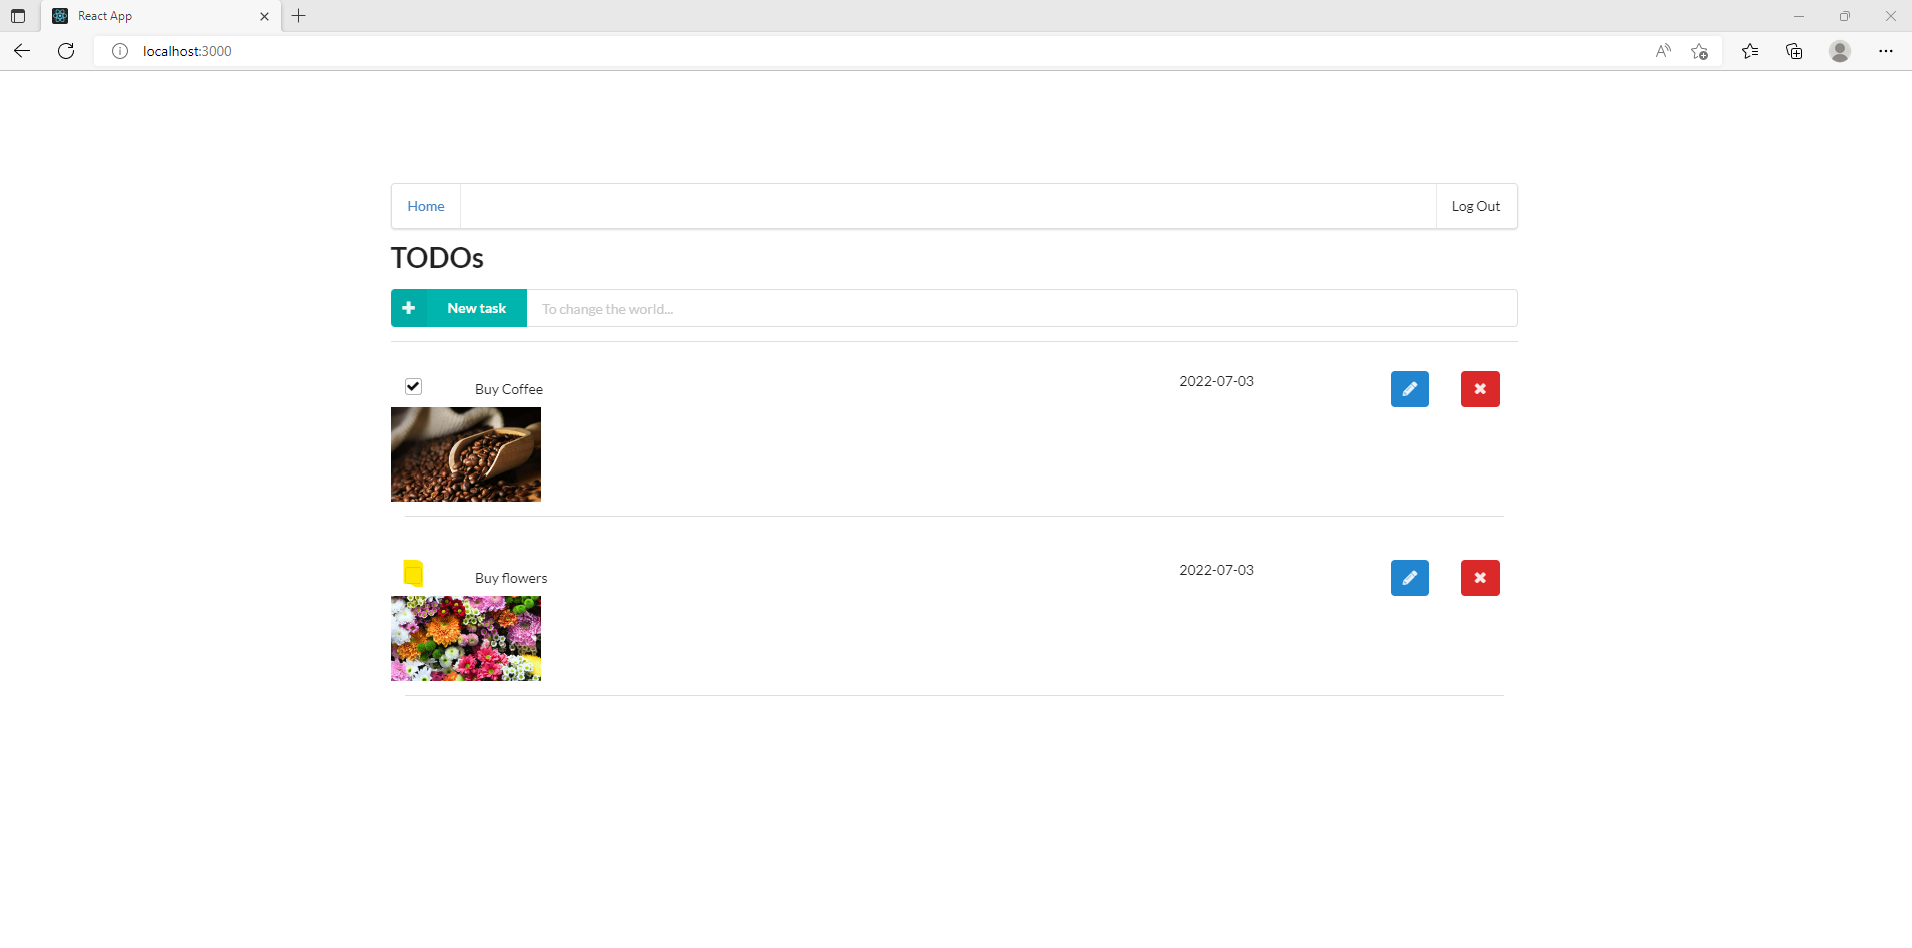 React App
localhost:3000
Home
Log Out
TODOs
New task
To change the world...
Buy Coffee
2022-07-03
Buy flowers
2022-07-03